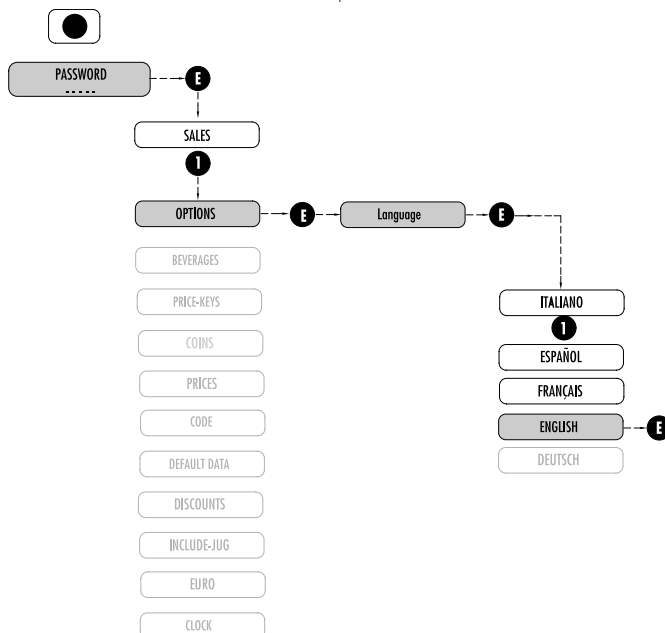 PASSWORD
-----
E
SALES
1
OPTIONS
E
Language
E
BEVERAGES
PRICE-KEYS
COINS
PRICES
CODE
DEFAULT DATA
DISCOUNTS
INCLUDE-JUG
EURO
CLOCK
ITALIANO
1
ESPAÑOL
FRANÇAIS
ENGLISH
E
DEUTSCH